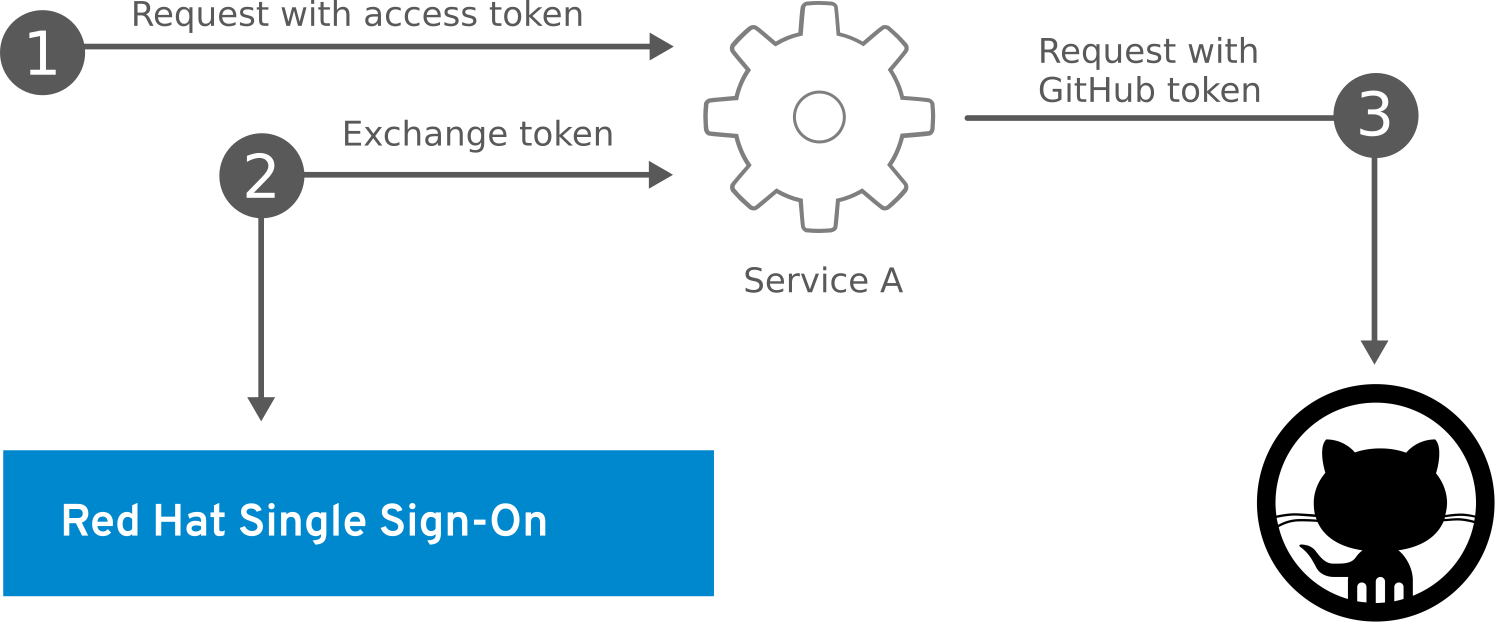 Request with access token
1
Request with
GitHub token
3
Exchange token
2
Service A
Red Hat Single Sign-On